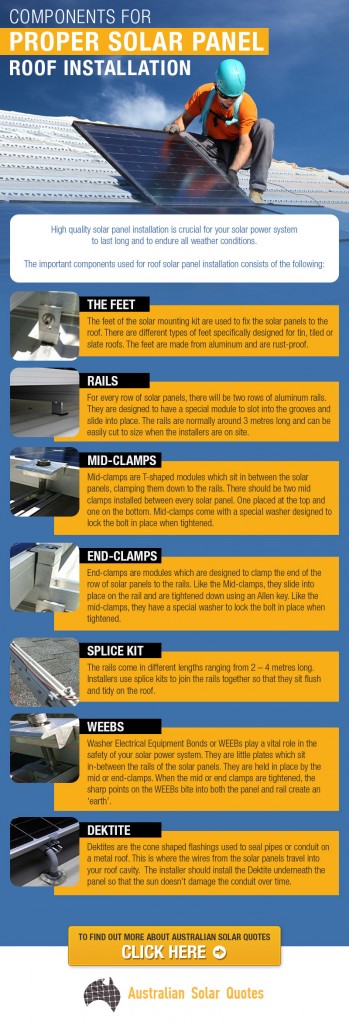 COMPONENTS FOR
PROPER SOLAR PANEL
ROOF INSTALLATION
High quality solar panel installation is crucial for your solar power system
to last long and to endure all weather conditions.
The important components used for roof solar panel installation consists of the following:
THE FEET
The feet of the solar mounting kit are used to fix the solar panels to the
roof. There are different types of feet specifically designed for tin, tiled or
slate roofs. The feet are made from aluminum and are rust-proof.
RAILS
For every row of solar panels, there will be two rows of aluminum rails.
They are designed to have a special module to slot into the grooves and
slide into place. The rails are normally around 3 metres long and can be
easily cut to size when the installers are on site.
MID-CLAMPS
Mid-clamps are T-shaped modules which sit in between the solar
panels, clamping them down to the rails. There should be two mid
clamps installed between every solar panel. One placed at the top and
one on the bottom. Mid-clamps come with a special washer designed to
lock the bolt in place when tightened.
END-CLAMPS
End-clamps are modules which are designed to clamp the end of the
row of solar panels to the rails. Like the Mid-clamps, they slide into
place on the rail and are tightened down using an Allen key. Like the
mid-clamps, they have a special washer to lock the bolt in place when
tightened.
SPLICE KIT
The rails come in different lengths ranging from 2 – 4 metres long.
Installers use splice kits to join the rails together so that they sit flush
and tidy on the roof.
WEEBS
Washer Electrical Equipment Bonds or WEEBs play a vital role in the
safety of your solar power system. They are little plates which sit
in-between the rails of the solar panels. They are held in place by the
mid or end-clamps. When the mid or end clamps are tightened, the
sharp points on the WEEBs bite into both the panel and rail create an
‘earth’.
DEKTITE
Dektites are the cone shaped flashings used to seal pipes or conduit on
a metal roof. This is where the wires from the solar panels travel into
your roof cavity. The installer should install the Dektite underneath the
panel so that the sun doesn’t damage the conduit over time.
TO FIND OUT MORE ABOUT AUSTRALIAN SOLAR QUOTES
CLICK HERE
Australian Solar Quotes